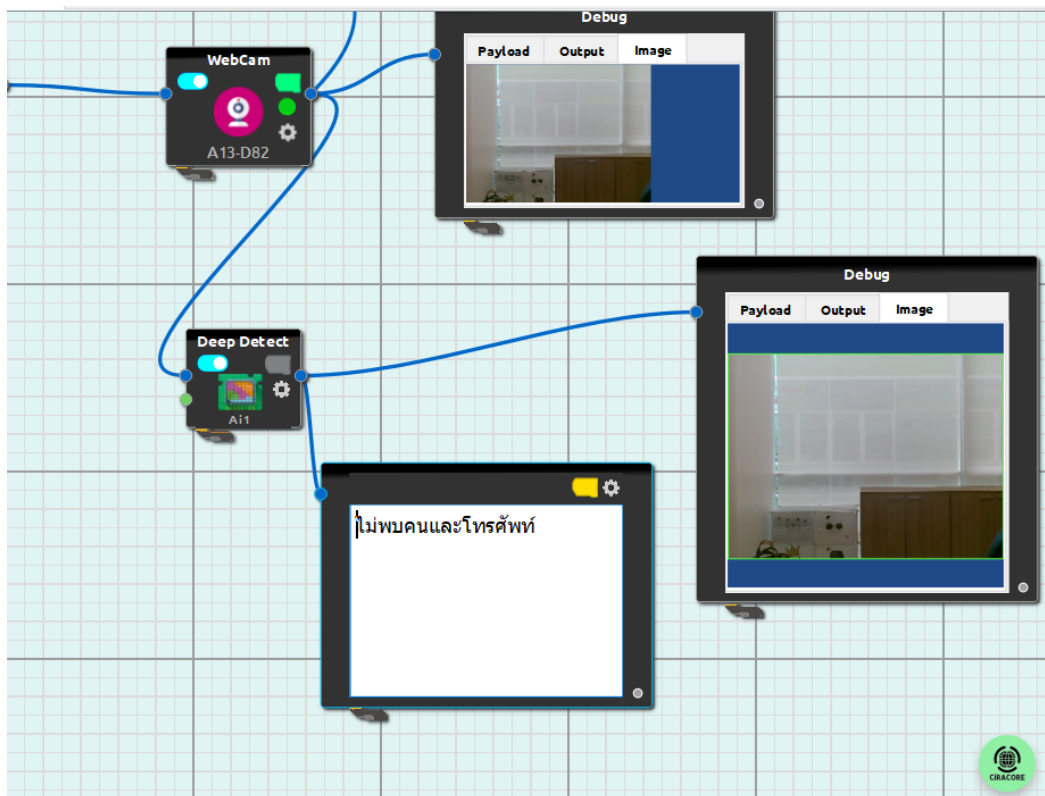 Debug
Payload Output Image
WebCam
A13-D82
Debug
Payload Output Image
Deep Detect
Ai1
ไม่พบคนและโทรศัพท์
CIRACORE